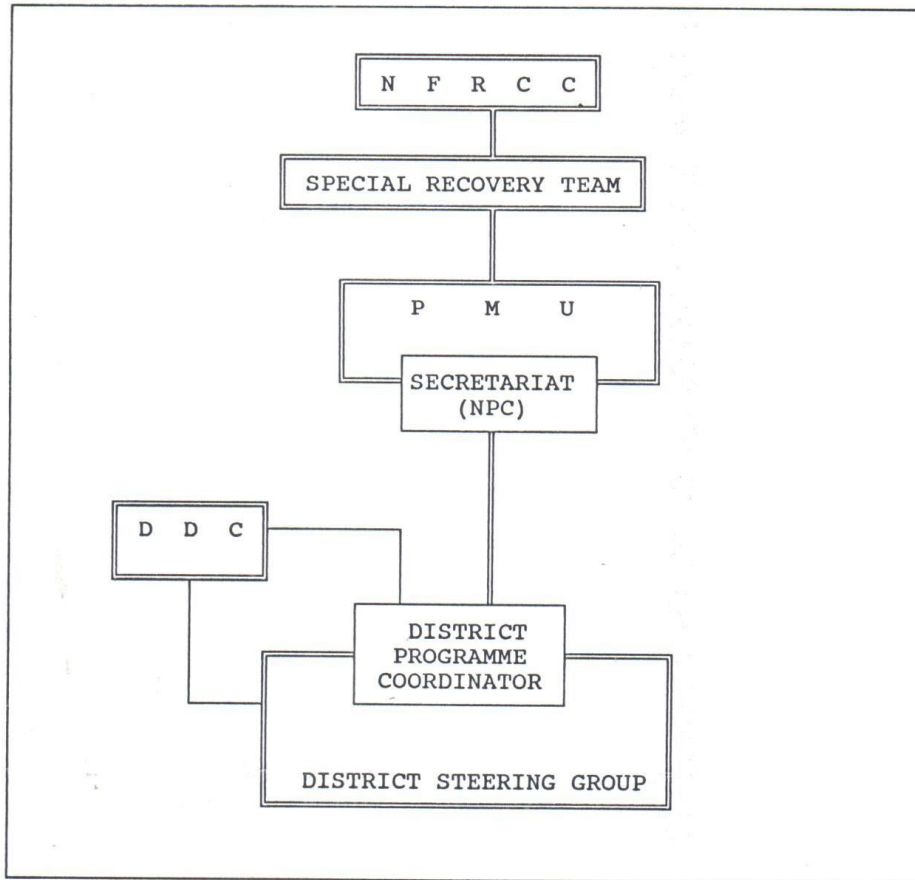 N F R C C
SPECIAL RECOVERY TEAM
P M U
SECRETARIAT
(NPC)
D D C
DISTRICT
PROGRAMME
COORDINATOR
DISTRICT STEERING GROUP